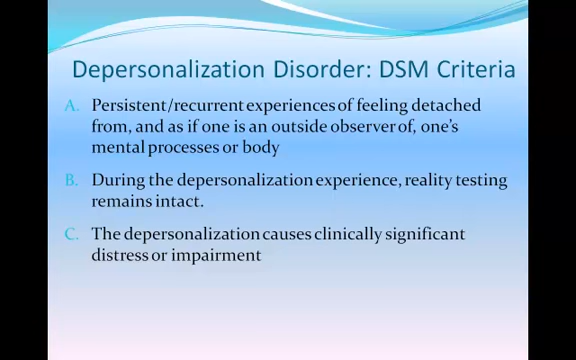 Depersonalization Disorder: DSM Criteria
A. Persistent/recurrent experiences of feeling detached
from, and as if one is an outside observer of, one's
mental processes or body
B. During the depersonalization experience, reality testing
remains intact.
C. The depersonalization causes clinically significant
distress or impairment